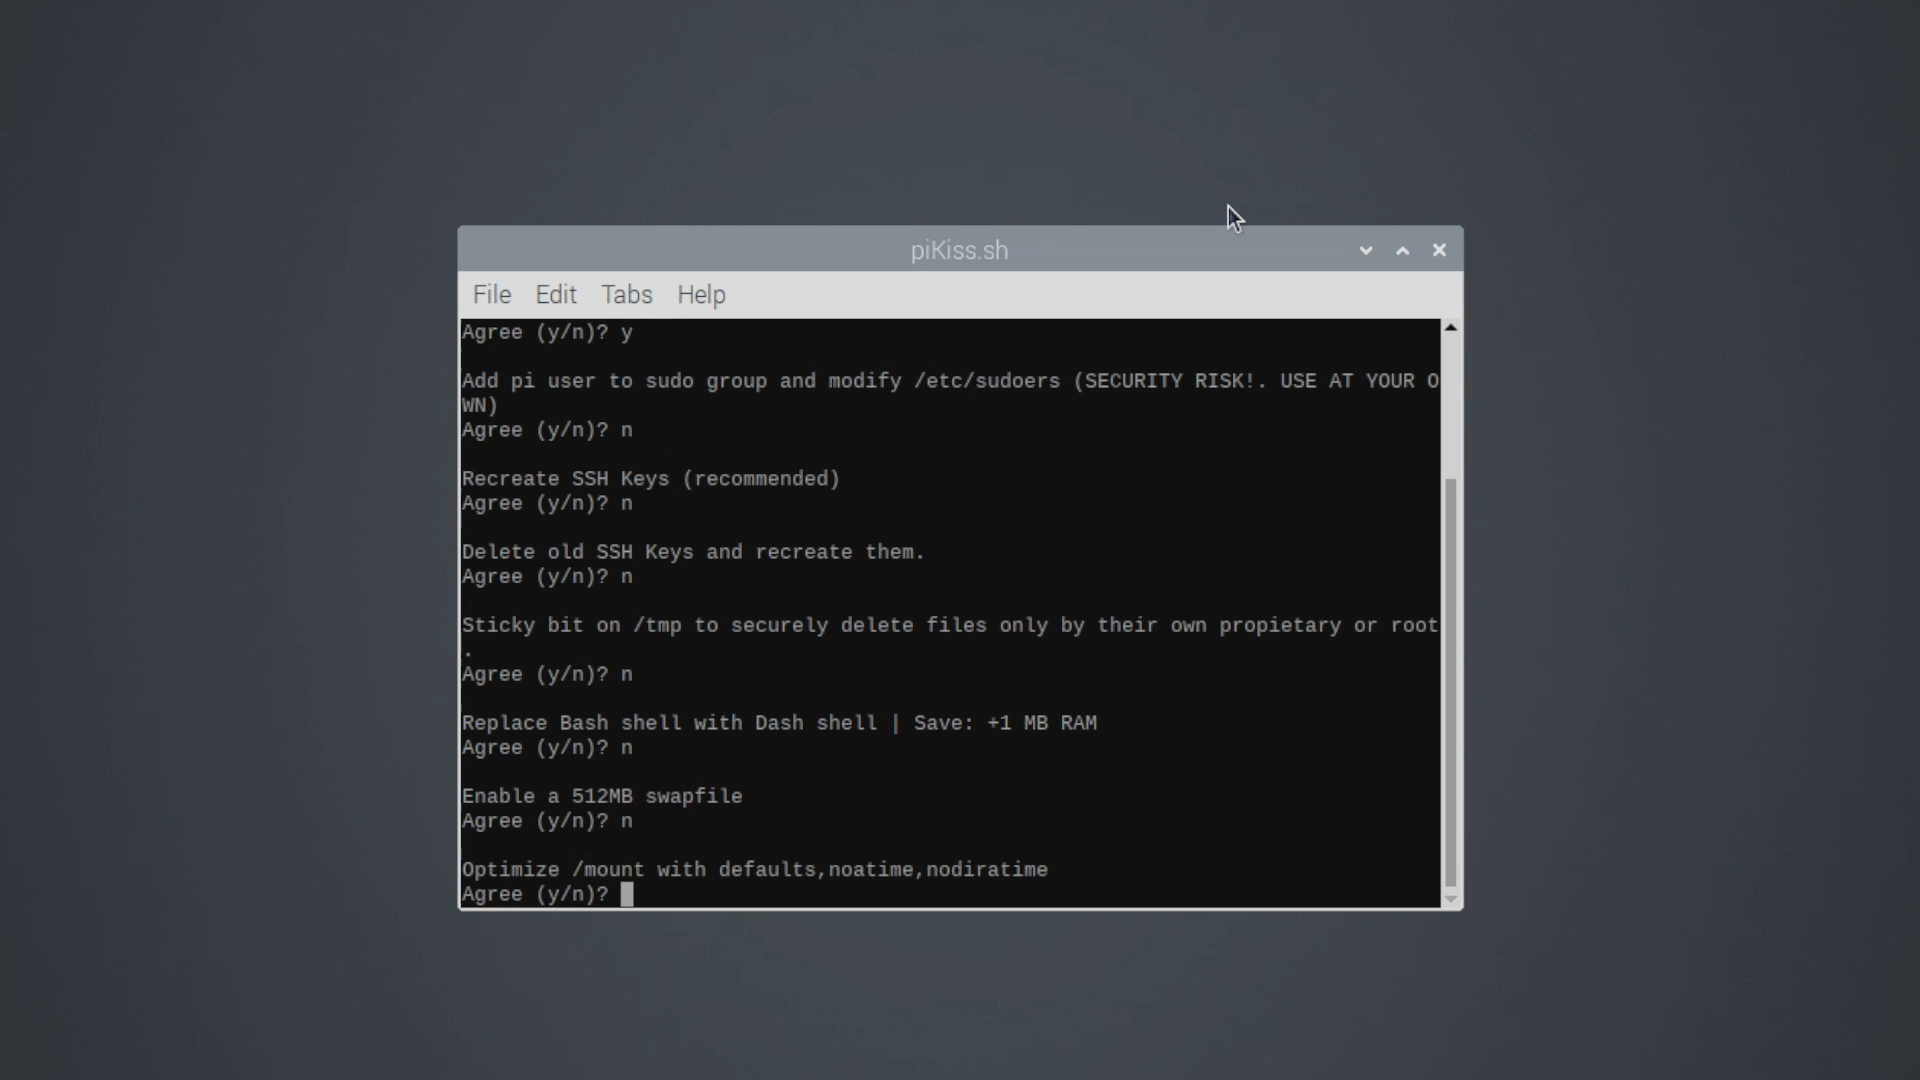 piKiss.sh
File Edit Tabs Help
Agree (y/n)? y
Add pi user to sudo group and modify /etc/sudoers (SECURITY RISK!. USE AT YOUR O
WN)
Agree (y/n)? n
Recreate SSH Keys (recommended)
Agree (y/n)? n
Delete old SSH Keys and recreate them.
Agree (y/n)? n
Sticky bit on /tmp to securely delete files only by their own propietary or root
.
Agree (y/n)? n
Replace Bash shell with Dash shell | Save: +1 MB RAM
Agree (y/n)? n
Enable a 512MB swapfile
Agree (y/n)? n
Optimize /mount with defaults,noatime,nodiratime
Agree (y/n)?